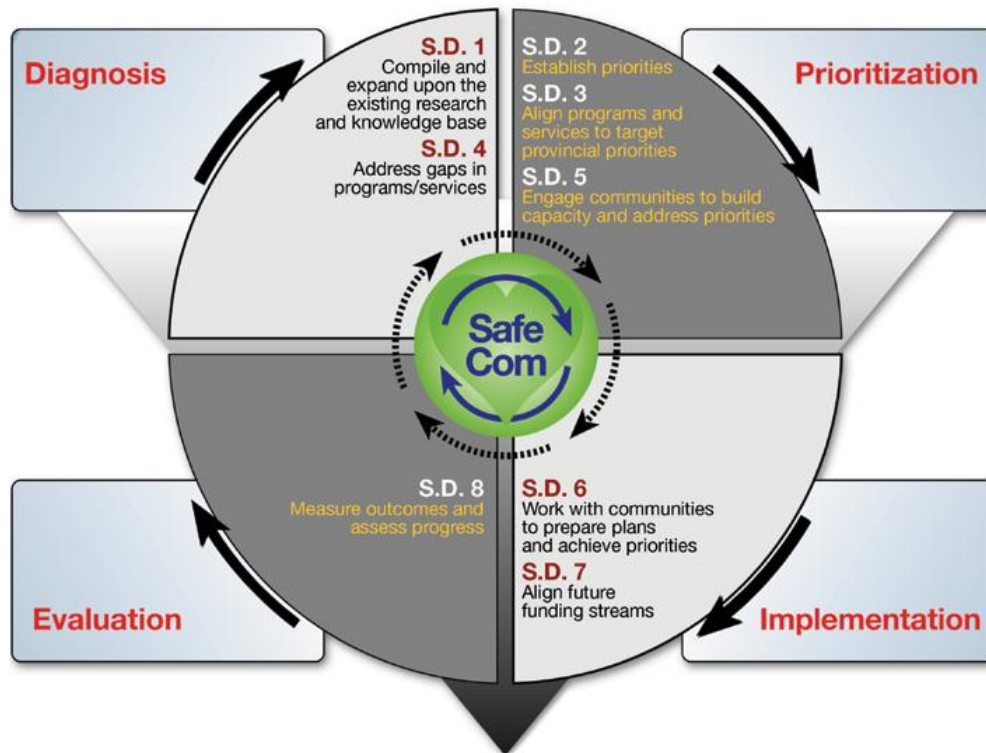 Diagnosis
S.D. 1
Compile and
expand upon the
existing research
and knowledge base
S.D. 4
Address gaps in
programs/services
S.D. 2
Establish priorities
S.D. 3
Align programs and
services to target
provincial priorities
S.D. 5
Engage communities to build
capacity and address priorities
Prioritization
Safe
Com
Evaluation
S.D. 8
Measure outcomes and
assess progress
S.D. 6
Work with communities
to prepare plans
and achieve priorities
S.D. 7
Align future
funding streams
Implementation